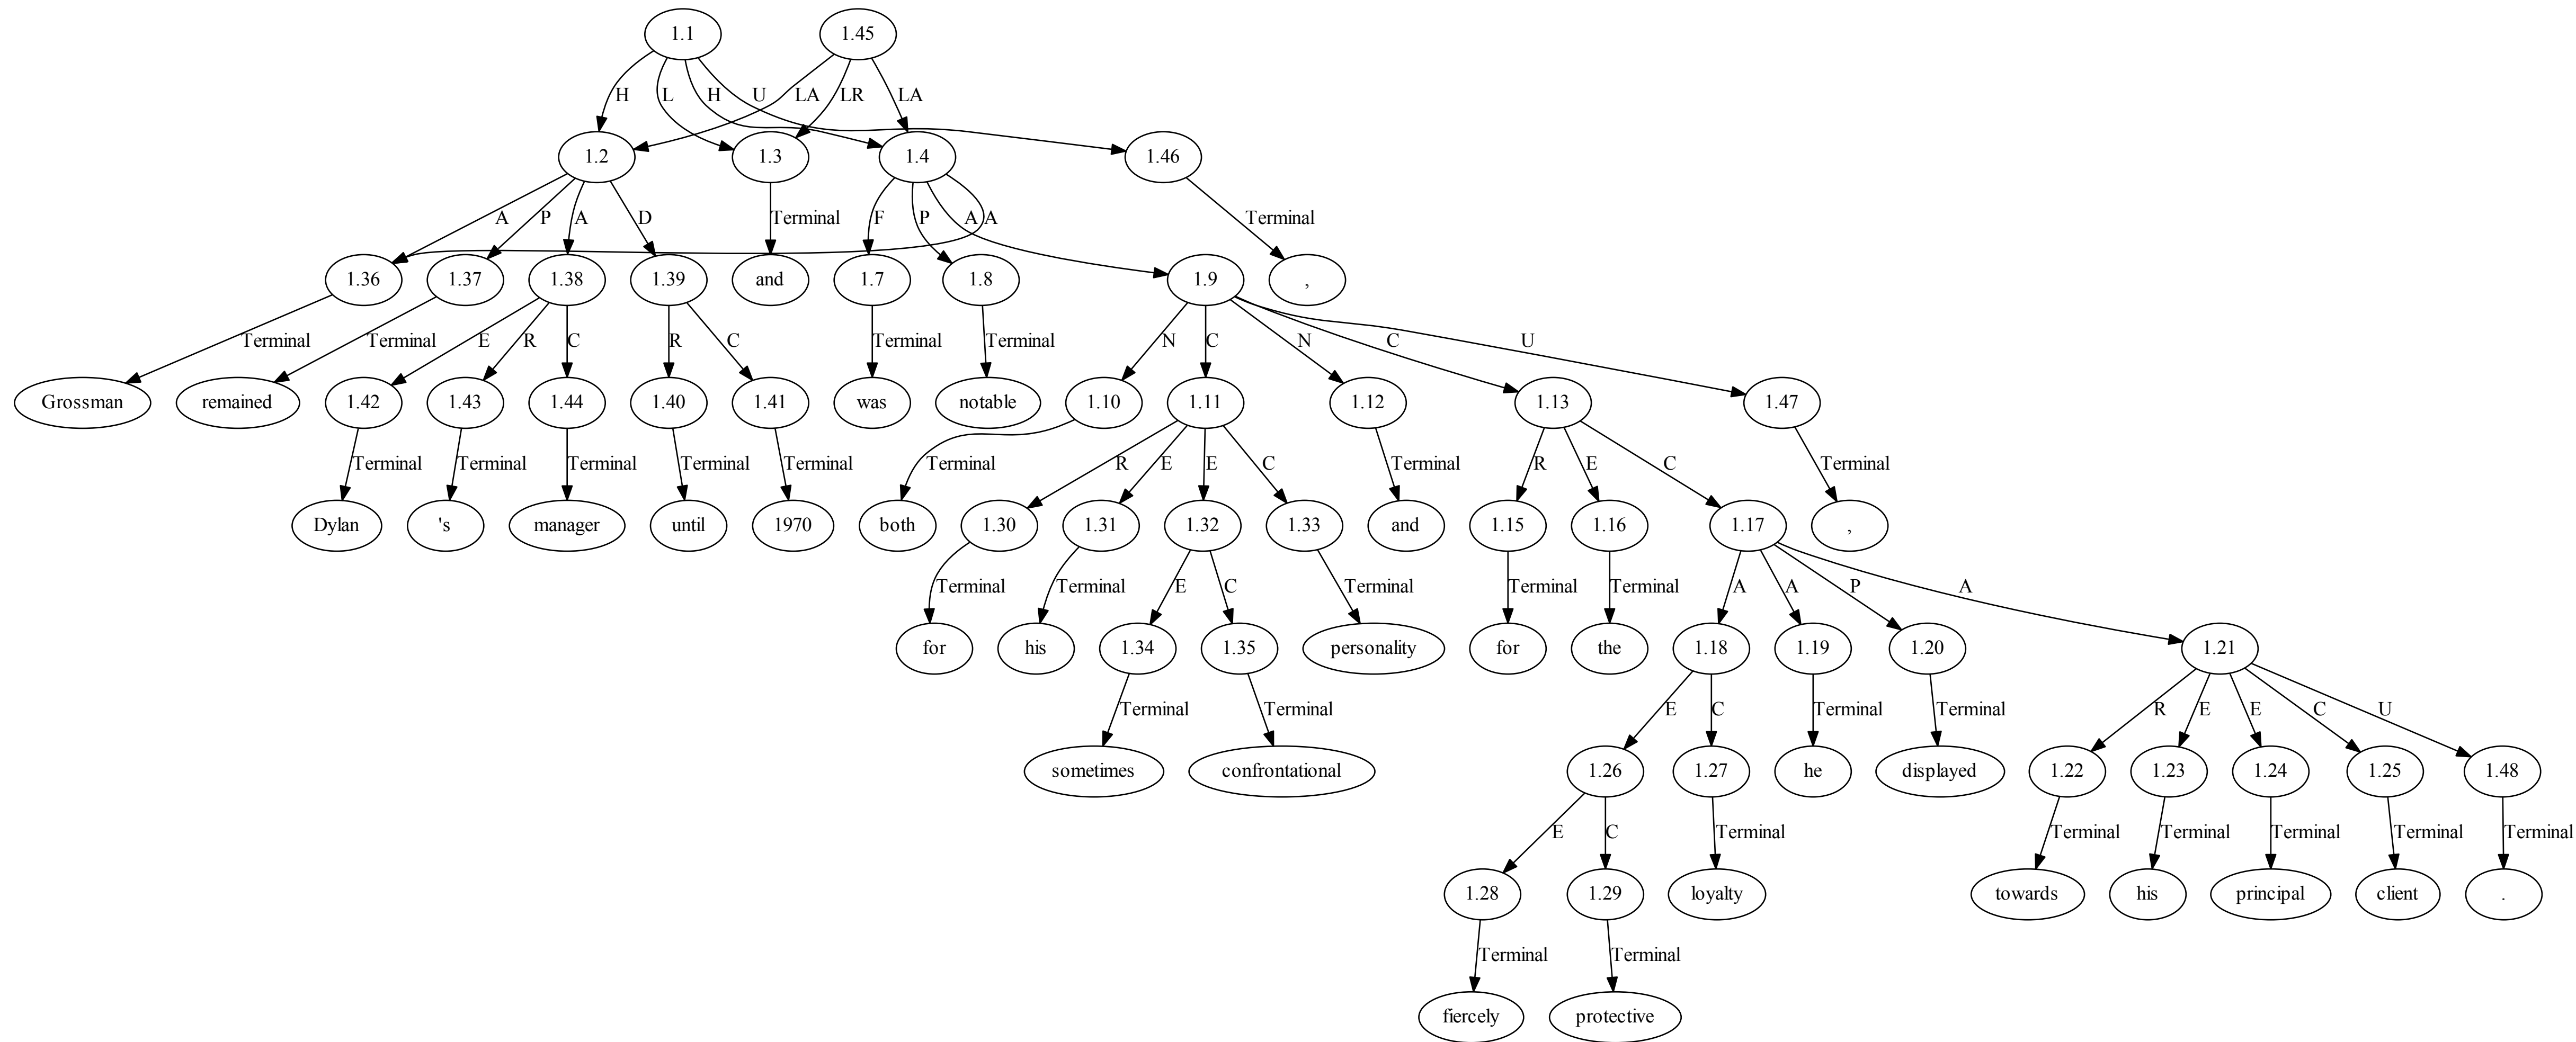 1.1 1.45
H L H U LA LR LA
1.2 1.3 1.4 1.46
A P A D Terminal F P A A Terminal
1.36 1.37 1.38 1.39 and 1.7 1.8 1.9 ,
Terminal Terminal E R C R C Terminal Terminal N C N C U
Grossman remained 1.42 1.43 1.44 1.40 1.41 was notable 1.10 1.11 1.12 1.13 1.47
Terminal Terminal Terminal Terminal Terminal Terminal R E E C Terminal R E C Terminal
Dylan 's manager until 1970 both 1.30 1.31 1.32 1.33 and 1.15 1.16 1.17 ,
Terminal Terminal E C Terminal Terminal Terminal A A P A
for his 1.34 1.35 personality for the 1.18 1.19 1.20 1.21
Terminal Terminal E C Terminal Terminal R E E C U
sometimes confrontational 1.26 1.27 he displayed 1.22 1.23 1.24 1.25 1.48
E C Terminal Terminal Terminal Terminal Terminal Terminal
1.28 1.29 loyalty towards his principal client .
Terminal Terminal
fiercely protective